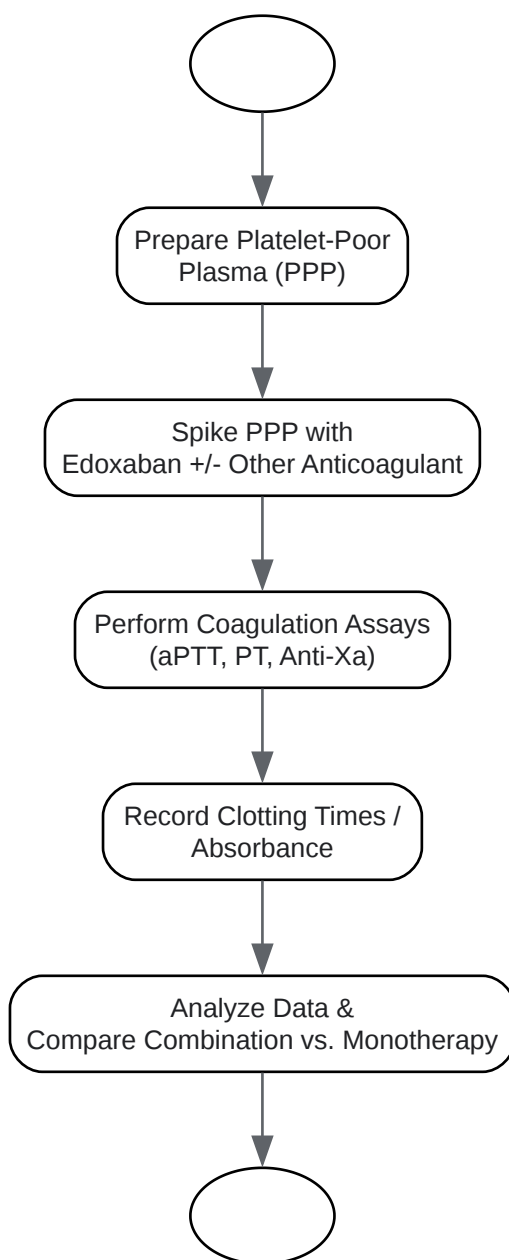 Prepare Platelet-Poor
Plasma (PPP)
Spike PPP with
Edoxaban +/- Other Anticoagulant
Perform Coagulation Assays
(aPTT, PT, Anti-Xa)
Record Clotting Times /
Absorbance
Analyze Data &
Compare Combination vs. Monotherapy